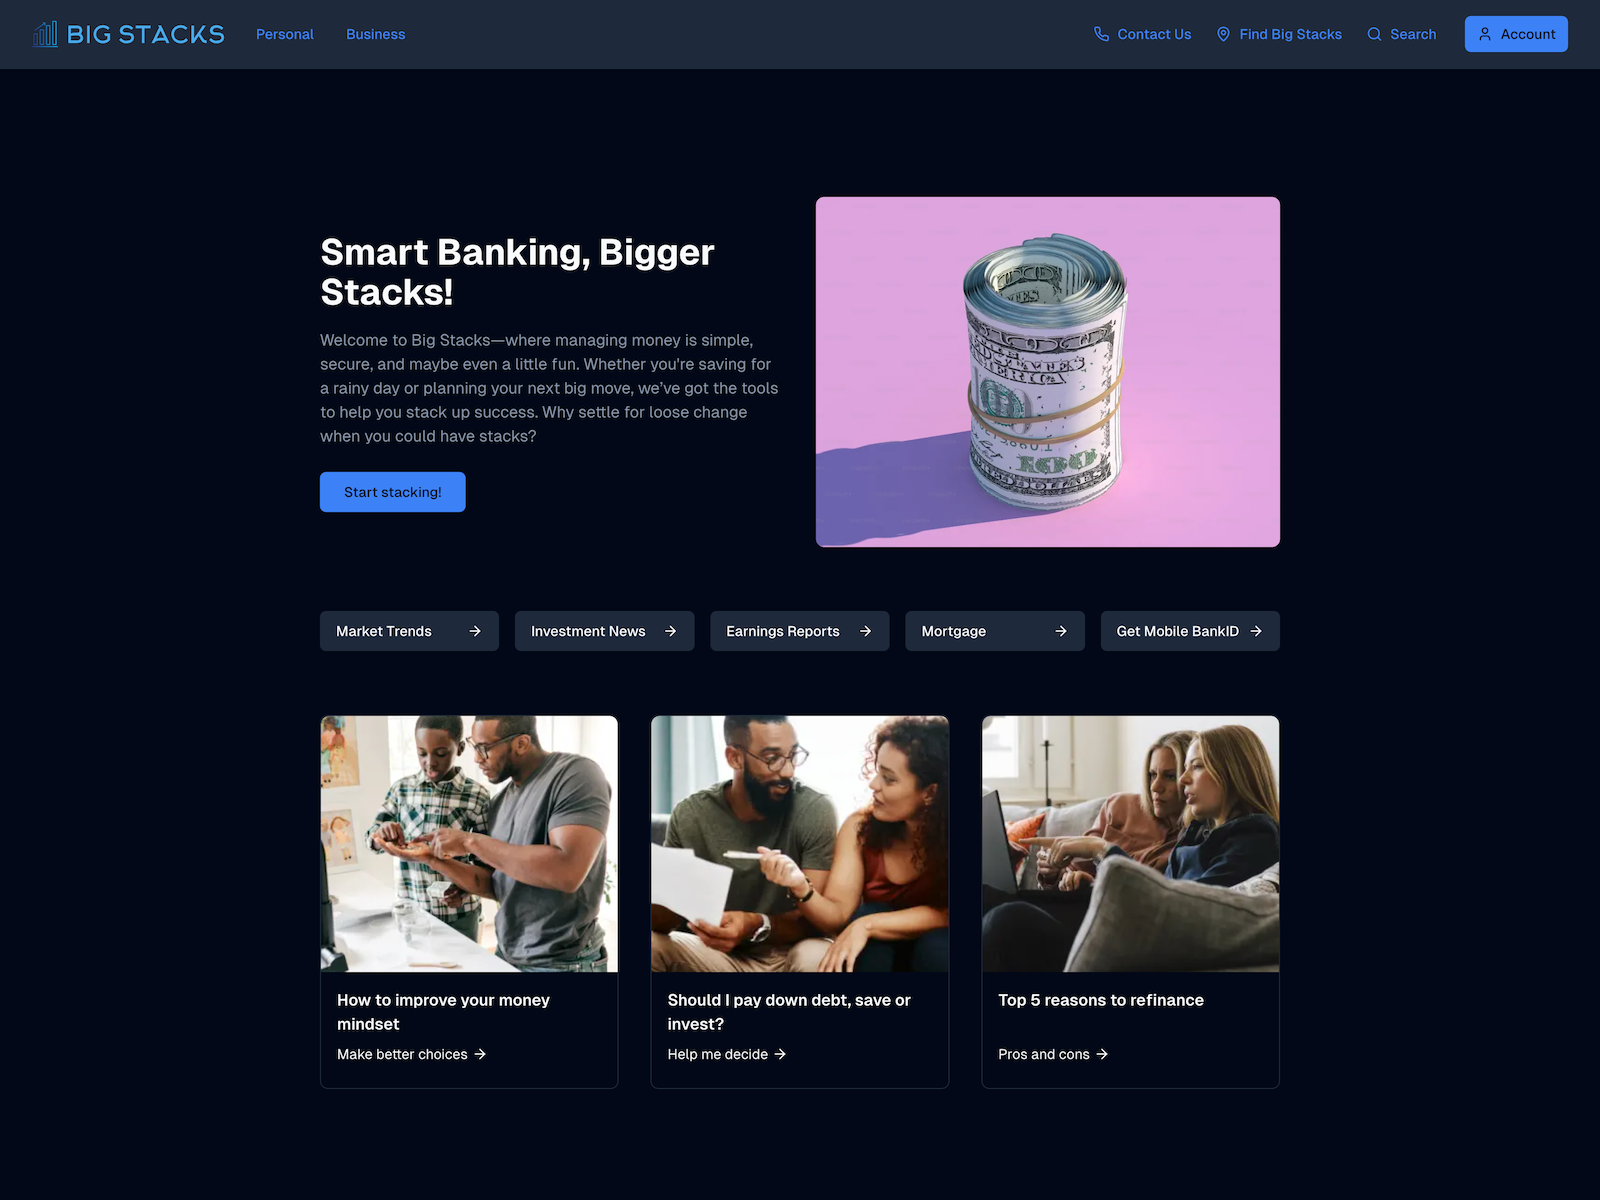 BIG STACKS
Personal
Business
Contact Us
Find Big Stacks
Search
Account
Smart Banking, Bigger
Stacks!
Welcome to Big Stacks—where managing money is simple,
secure, and maybe even a little fun. Whether you're saving for
a rainy day or planning your next big move, we’ve got the tools
to help you stack up success. Why settle for loose change
when you could have stacks?
Start stacking!
Market Trends
Investment News
Earnings Reports
Mortgage
Get Mobile BankID
How to improve your money
mindset
Make better choices
Should I pay down debt, save or
invest?
Help me decide
Top 5 reasons to refinance
Pros and cons